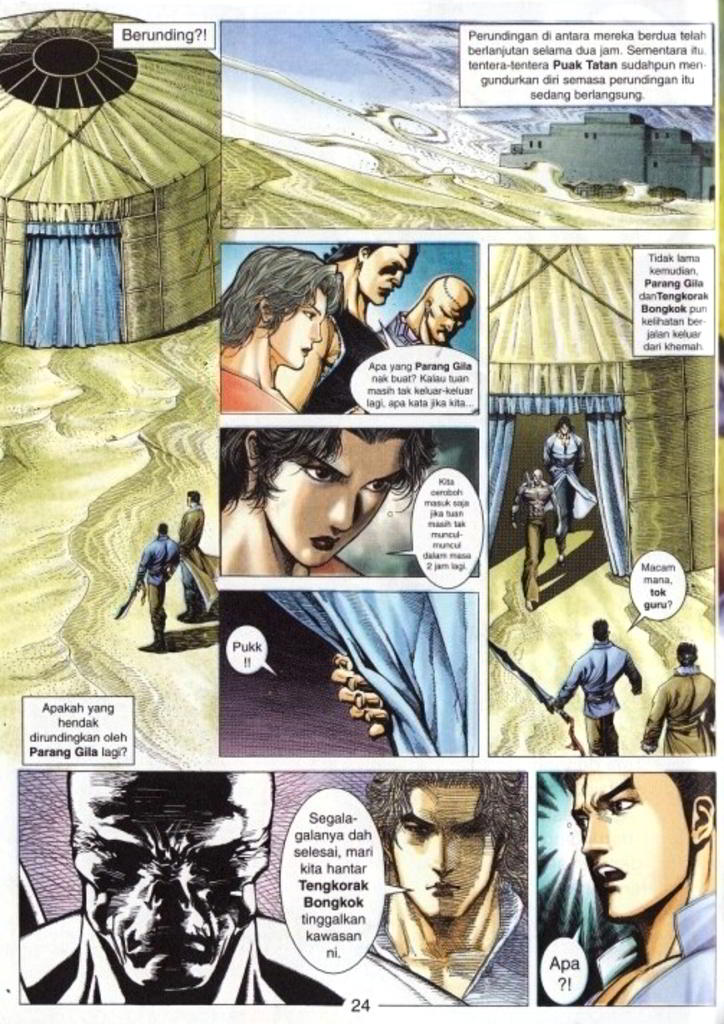 Berunding?!
Perundingan di antara mereka berdua telah
berlanjutan selama dua jam. Sementara itu,
tentera-tentera Puak Tatan sudahpun men-
gundurkan diri semasa perundingan itu
sedang berlangsung.
Apa yang Parang Gila
nak buat? Kalau tuan
masih tak keluar-keluar
lagi, apa kata jika kita...
Kita
ceroboh
masuk saja
jika tuan
masih tak
muncul-
muncul
dalam masa
2 jam lagi.
Pukk
!!
Tidak lama
kemudian,
Parang Gila
danTengkorak
Bongkok pun
kelihatan ber-
jalan keluar
dari khemah.
Macam
mana,
tok
guru?
Apakah yang
hendak
dirundingkan oleh
Parang Gila lagi?
Segala-
galanya dah
selesai, mari
kita hantar
Tengkorak
Bongkok
tinggalkan
kawasan
ni.
Apa
?!
24